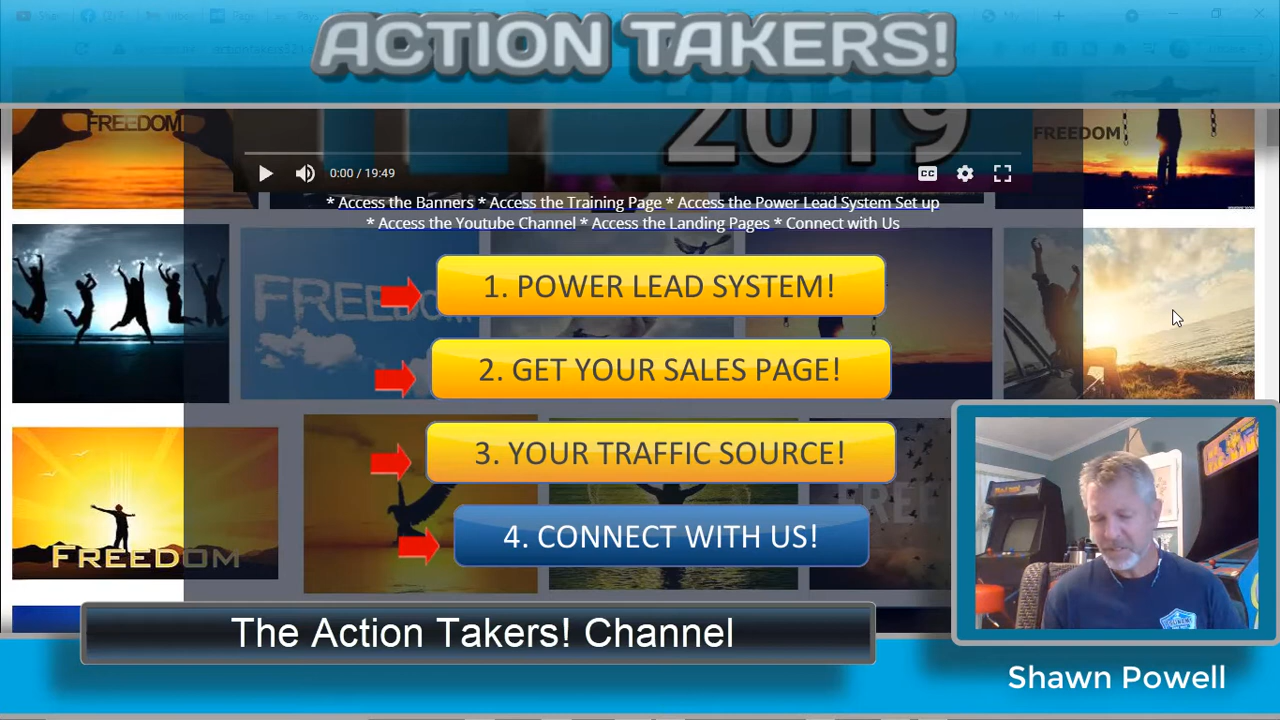 ACTION TAKERS!
2019
FREEDOM
FREEDOM
0:00 / 19:49
CC
* Access the Banners * Access the Training Page * Access the Power Lead System Set up
* Access the Youtube Channel * Access the Landing Pages * Connect with Us
1. POWER LEAD SYSTEM!
FREEDOM
2. GET YOUR SALES PAGE!
3. YOUR TRAFFIC SOURCE!
4. CONNECT WITH US!
FREEDOM
The Action Takers! Channel
Shawn Powell